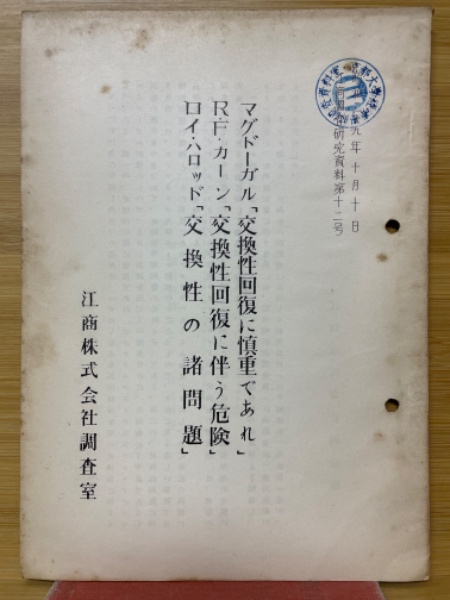 九年十月十日
研究資料第十二号
マグドーガル「交換性回復に慎重であれ」
R・F・カーン「交換性回復に伴う危険」
ロイ・ハロッド「交換性の諸問題」
江商株式会社調査室